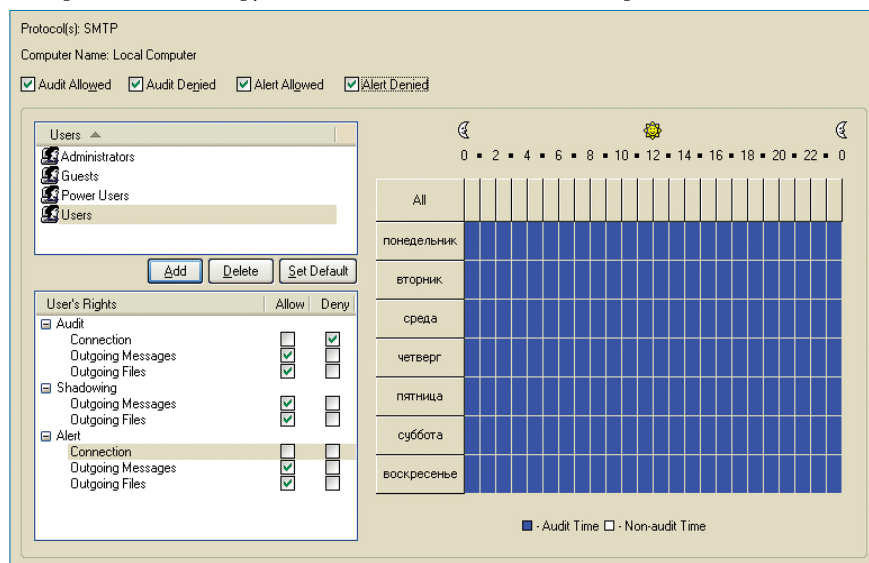 Protocol(s): SMTP
Computer Name: Local Computer
Audit Allowed Audit Denied Alert Allowed Alert Denied
Users
Administrators
Guests
Power Users
Users
Add Delete Set Default
User's Rights Allow Deny
Audit
Connection
Outgoing Messages
Outgoing Files
Shadowing
Outgoing Messages
Outgoing Files
Alert
Connection
Outgoing Messages
Outgoing Files
0 2 4 6 8 10 12 14 16 18 20 22 0
All
понедельник
вторник
среда
четверг
пятница
суббота
воскресенье
- Audit Time - Non-audit Time